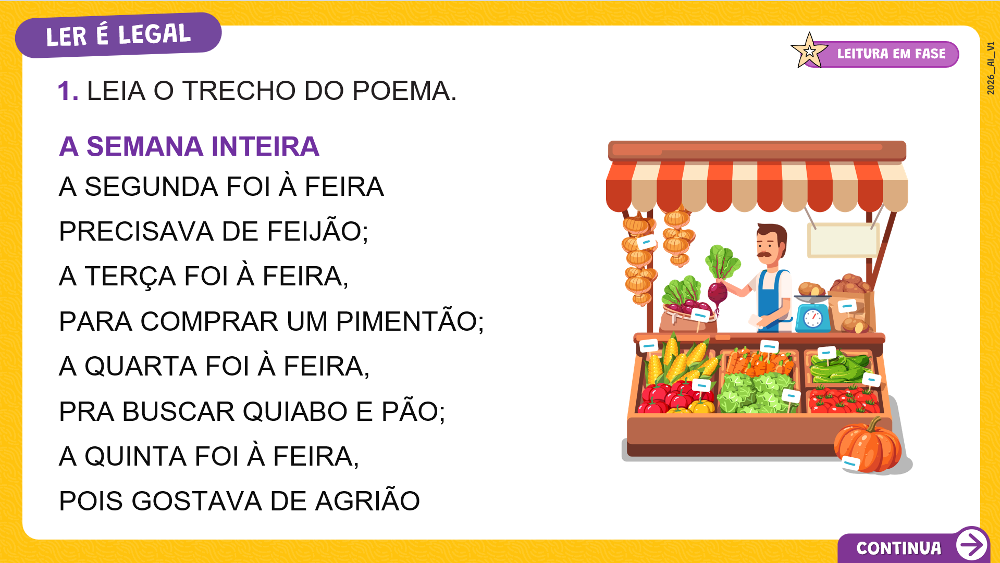 LER É LEGAL
LEITURA EM FASE
2026_AI_V1
1. LEIA O TRECHO DO POEMA.
A SEMANA INTEIRA
A SEGUNDA FOI À FEIRA
PRECISAVA DE FEIJÃO;
A TERÇA FOI À FEIRA,
PARA COMPRAR UM PIMENTÃO;
A QUARTA FOI À FEIRA,
PRA BUSCAR QUIABO E PÃO;
A QUINTA FOI À FEIRA,
POIS GOSTAVA DE AGRIÃO
CONTINUA